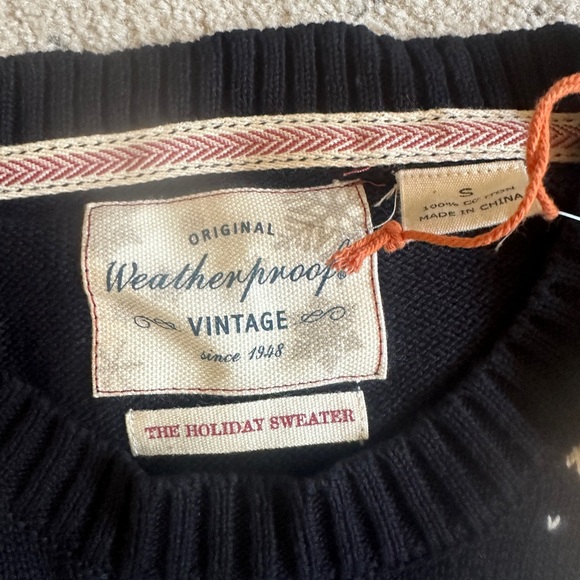 ORIGINAL
Weatherproof®
VINTAGE
since 1948
THE HOLIDAY SWEATER
S
100% COTTON
MADE IN CHINA